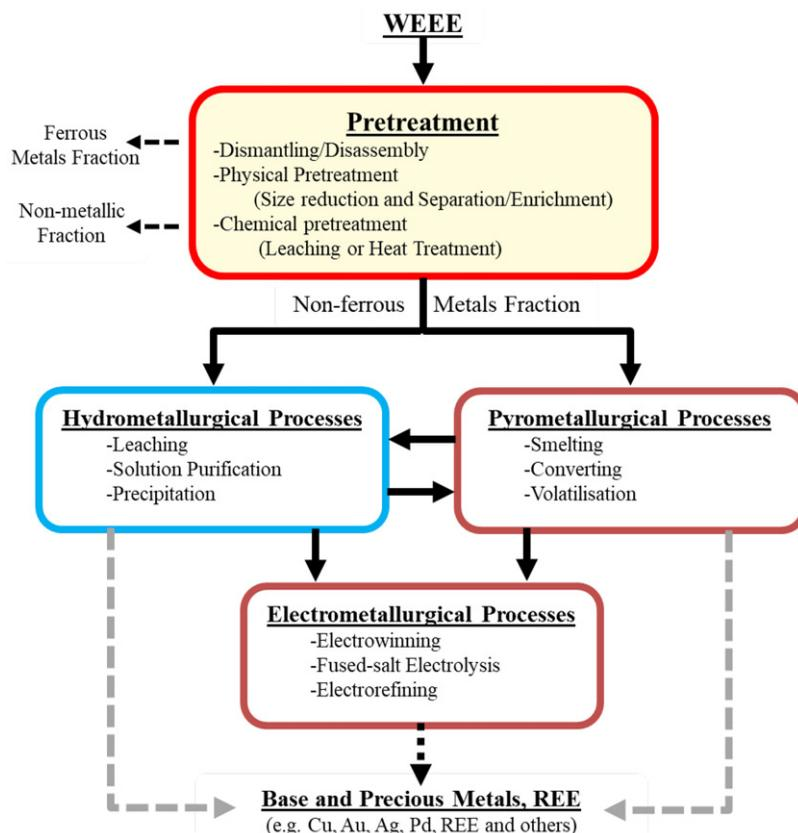 WEEE
Pretreatment
-Dismantling/Disassembly
-Physical Pretreatment
(Size reduction and Separation/Enrichment)
-Chemical pretreatment
(Leaching or Heat Treatment)
Ferrous
Metals Fraction
Non-metallic
Fraction
Non-ferrous Metals Fraction
Hydrometallurgical Processes
-Leaching
-Solution Purification
-Precipitation
Pyrometallurgical Processes
-Smelting
-Converting
-Volatilisation
Electrometallurgical Processes
-Electrowinning
-Fused-salt Electrolysis
-Electrorefining
Base and Precious Metals, REE
(e.g. Cu, Au, Ag, Pd, REE and others)